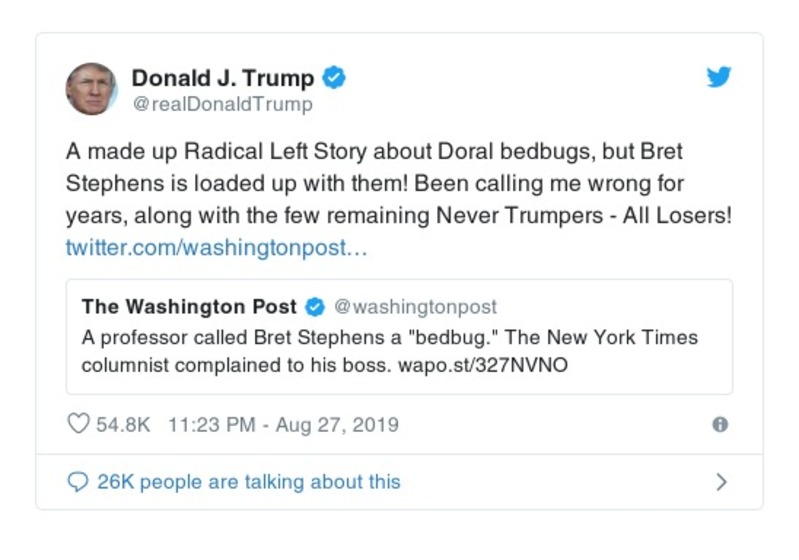 Donald J. Trump
@realDonaldTrump
A made up Radical Left Story about Doral bedbugs, but Bret
Stephens is loaded up with them! Been calling me wrong for
years, along with the few remaining Never Trumpers - All Losers!
twitter.com/washingtonpost…
The Washington Post @washingtonpost
A professor called Bret Stephens a "bedbug." The New York Times
columnist complained to his boss. wapo.st/327NVNO
54.8K 11:23 PM - Aug 27, 2019
26K people are talking about this